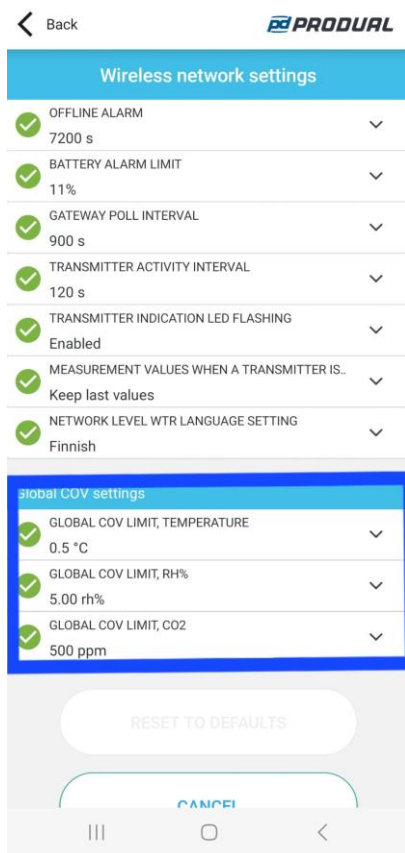 Back
PRODUAL
Wireless network settings
OFFLINE ALARM
7200 s
BATTERY ALARM LIMIT
11%
GATEWAY POLL INTERVAL
900 s
TRANSMITTER ACTIVITY INTERVAL
120 s
TRANSMITTER INDICATION LED FLASHING
Enabled
MEASUREMENT VALUES WHEN A TRANSMITTER IS..
Keep last values
NETWORK LEVEL WTR LANGUAGE SETTING
Finnish
Global COV settings
GLOBAL COV LIMIT, TEMPERATURE
0.5 °C
GLOBAL COV LIMIT, RH%
5.00 rh%
GLOBAL COV LIMIT, CO2
500 ppm
RESET TO DEFAULTS
CANCEL